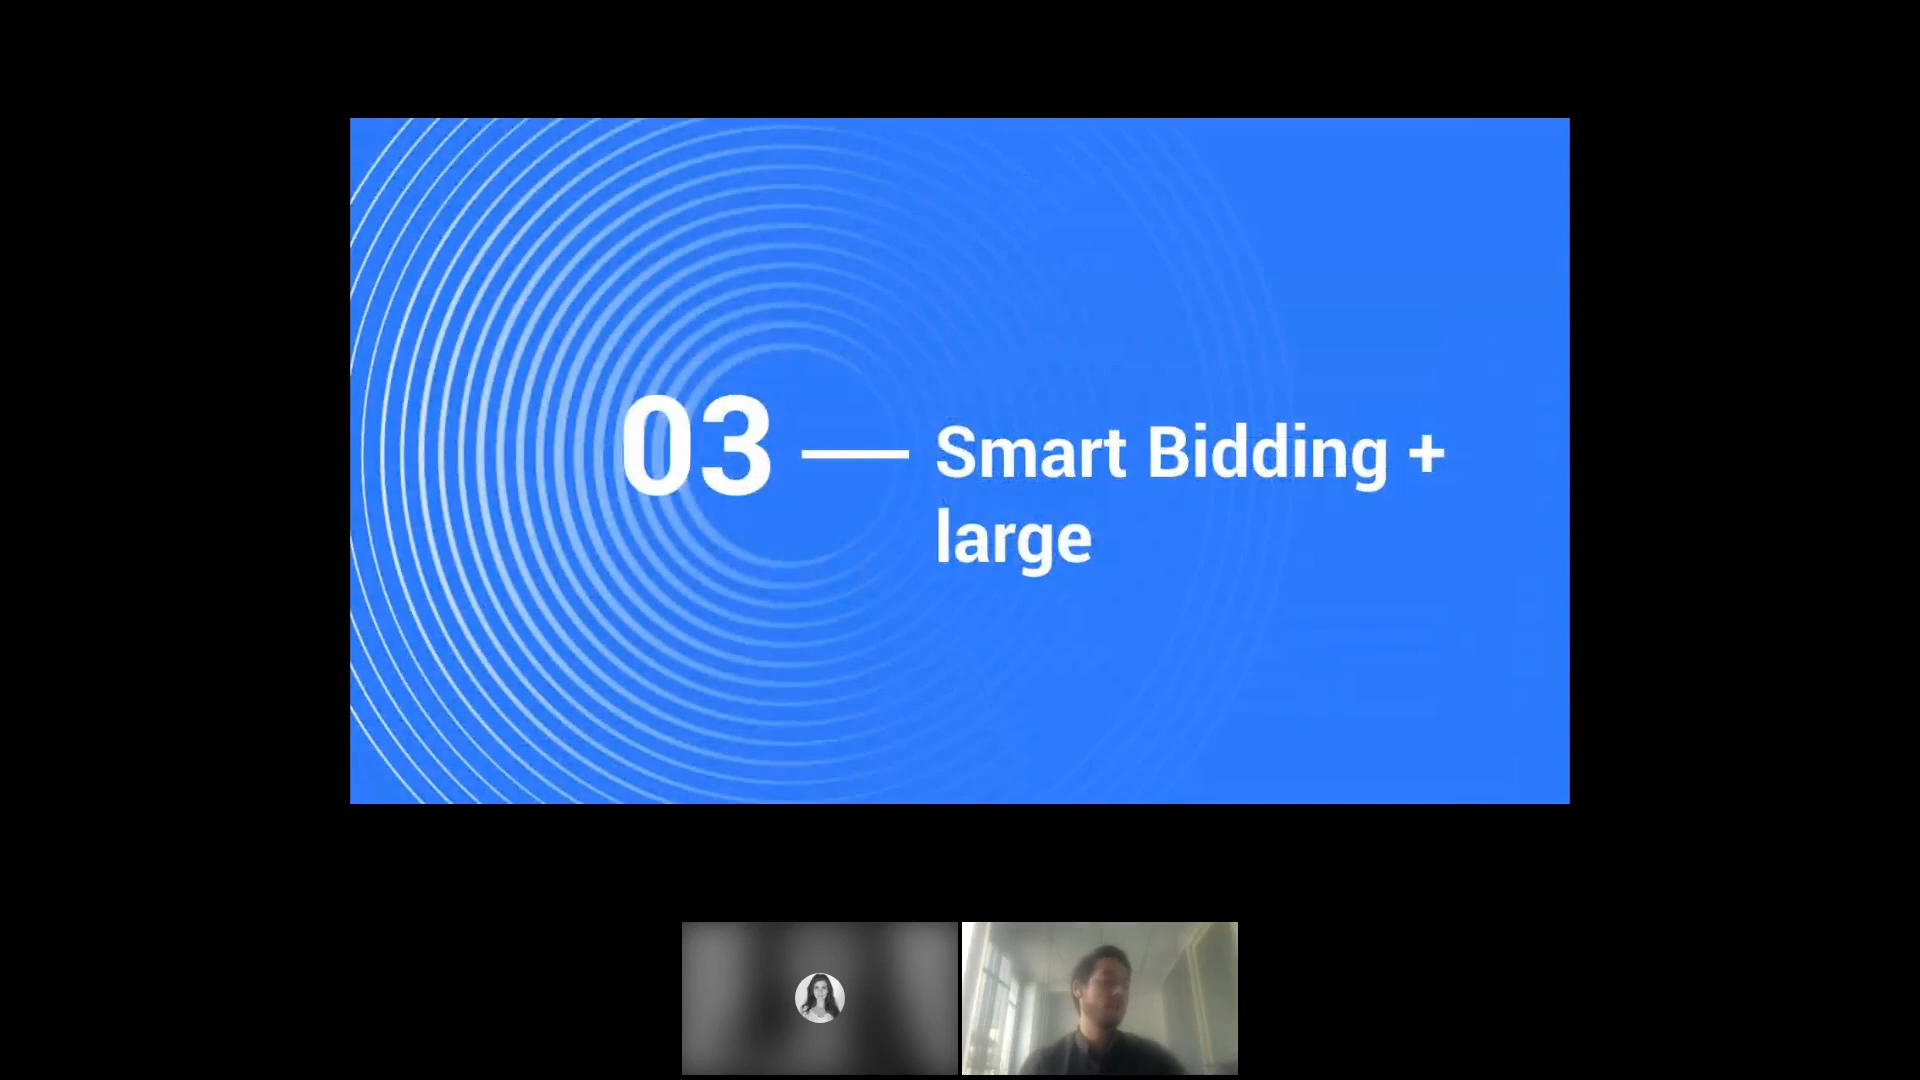 03 — Smart Bidding +
large